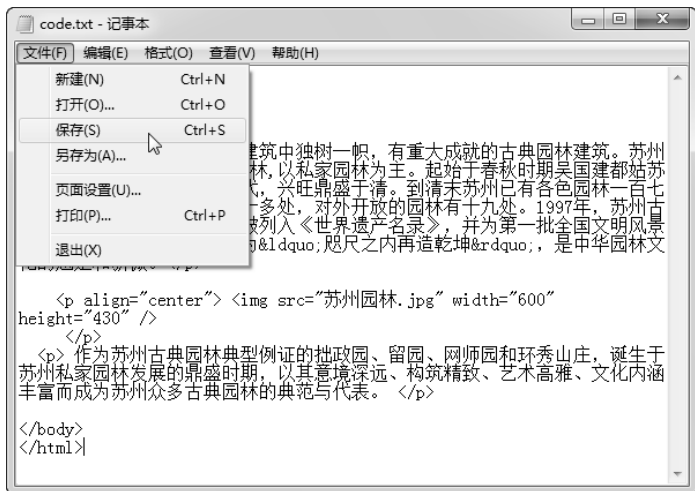 code.txt - 记事本
文件(F) 编辑(E) 格式(O) 查看(V) 帮助(H)
新建(N) Ctrl+N
打开(O)... Ctrl+O
保存(S) Ctrl+S
另存为(A)...
页面设置(U)...
打印(P)... Ctrl+P
退出(X)
筑中独树一帜，有重大成就的古典园林建筑。苏州
林,以私家园林为主。起始于春秋时期吴国建都姑苏
，兴旺鼎盛于清。到清末苏州已有各色园林一百七
多处，对外开放的园林有十九处。1997年，苏州古
列入《世界遗产名录》，并为第一批全国文明风景
&ldquo;咫尺之内再造乾坤&rdquo;，是中华园林文
<p align="center"> <img src="苏州园林.jpg" width="600"
height="430" />
</p>
<p> 作为苏州古典园林典型例证的拙政园、留园、网师园和环秀山庄，诞生于
苏州私家园林发展的鼎盛时期，以其意境深远、构筑精致、艺术高雅、文化内涵
丰富而成为苏州众多古典园林的典范与代表。 </p>
</body>
</html>